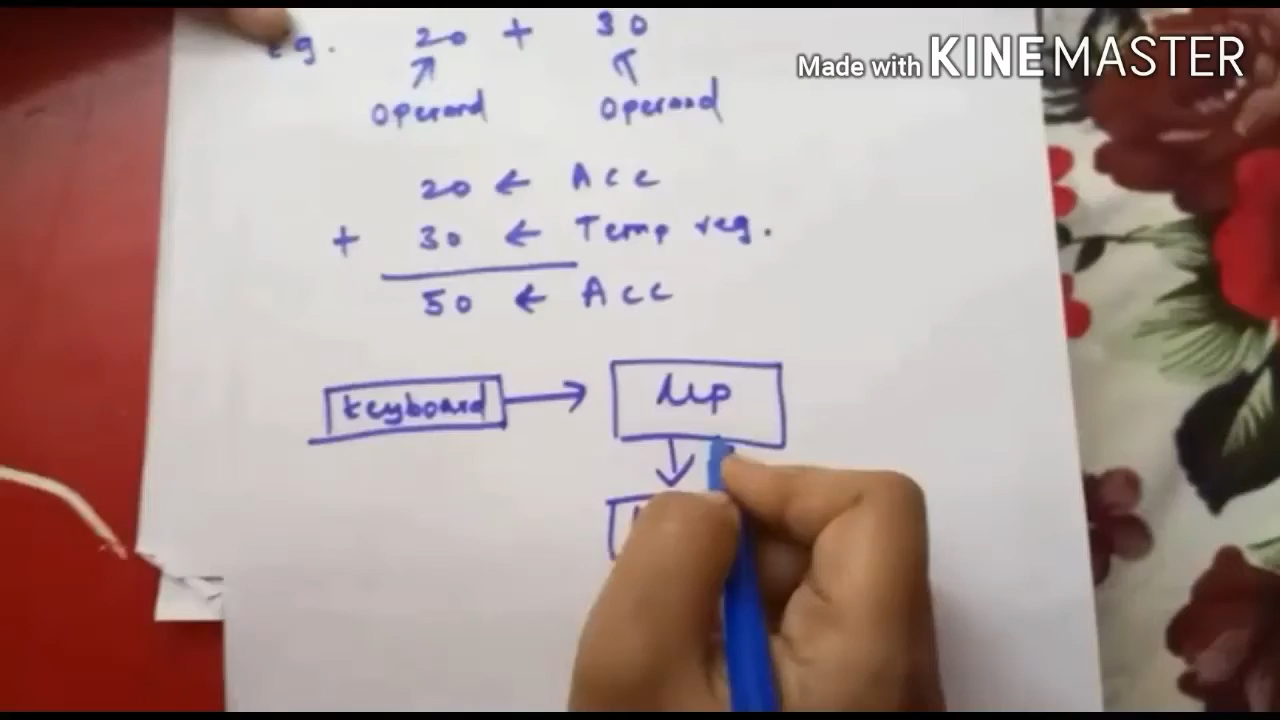 Made with KINEMASTER
eg. 20 + 30
Operand Operand
20 ← Acc
+ 30 ← Temp reg.
50 ← Acc
keyboard → μp